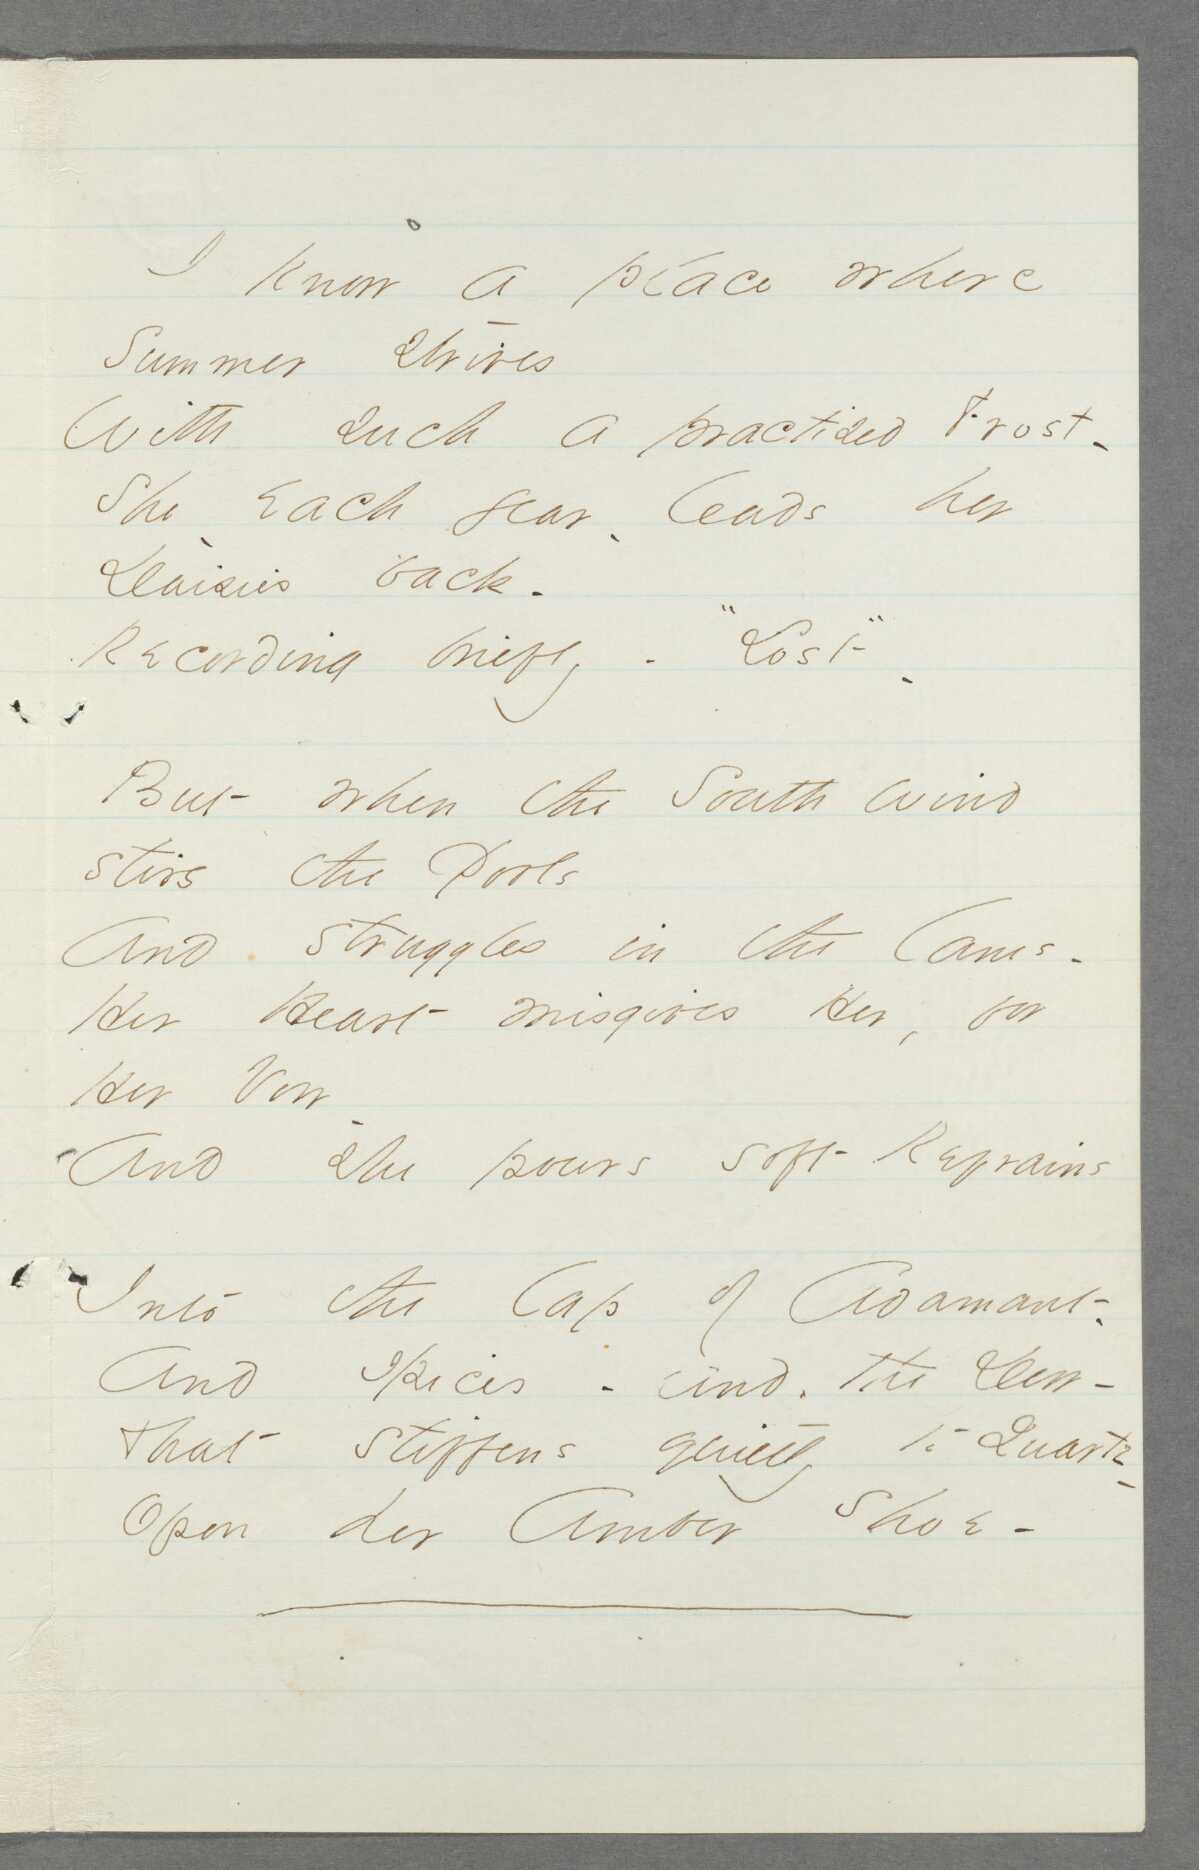 I know a place where
Summer strives
With such a practised Frost -
She Each year, leads her
Daisies back -
Recording briefly - "Lost" -
But when the South Wind
stirs the Pools
And struggles in the lanes -
Her Heart misgives Her, for
Her Vow -
And she pours soft Refrains
Into the lap of Adamant -
And spices - and the Dew -
That stiffens quietly to Quartz -
Opon her Amber Shoe -